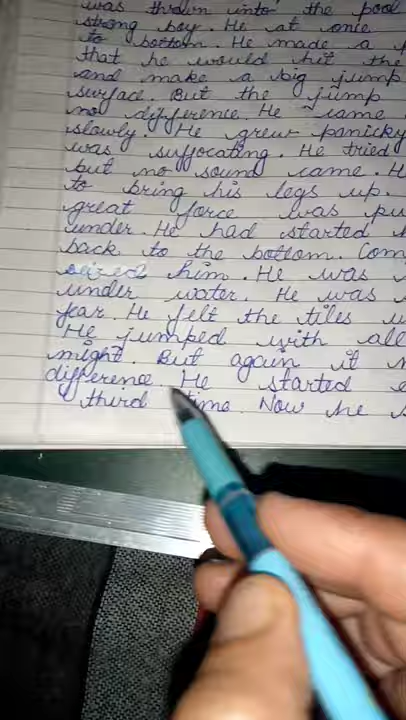 was thrown into the pool
strong boy. He at once
to bottom. He made a
that he would hit the
and make a big jump
surface. But the jump
no difference. He came
slowly. He grew panicky
was suffocating. He tried
but no sound came. H
to bring his legs up.
great force was pu
under. He had started
back to the bottom. Com
seized him. He was
under water. He was
fear. He felt the tiles u
He jumped with all
might. But again it m
difference. He started
third time. Now he s